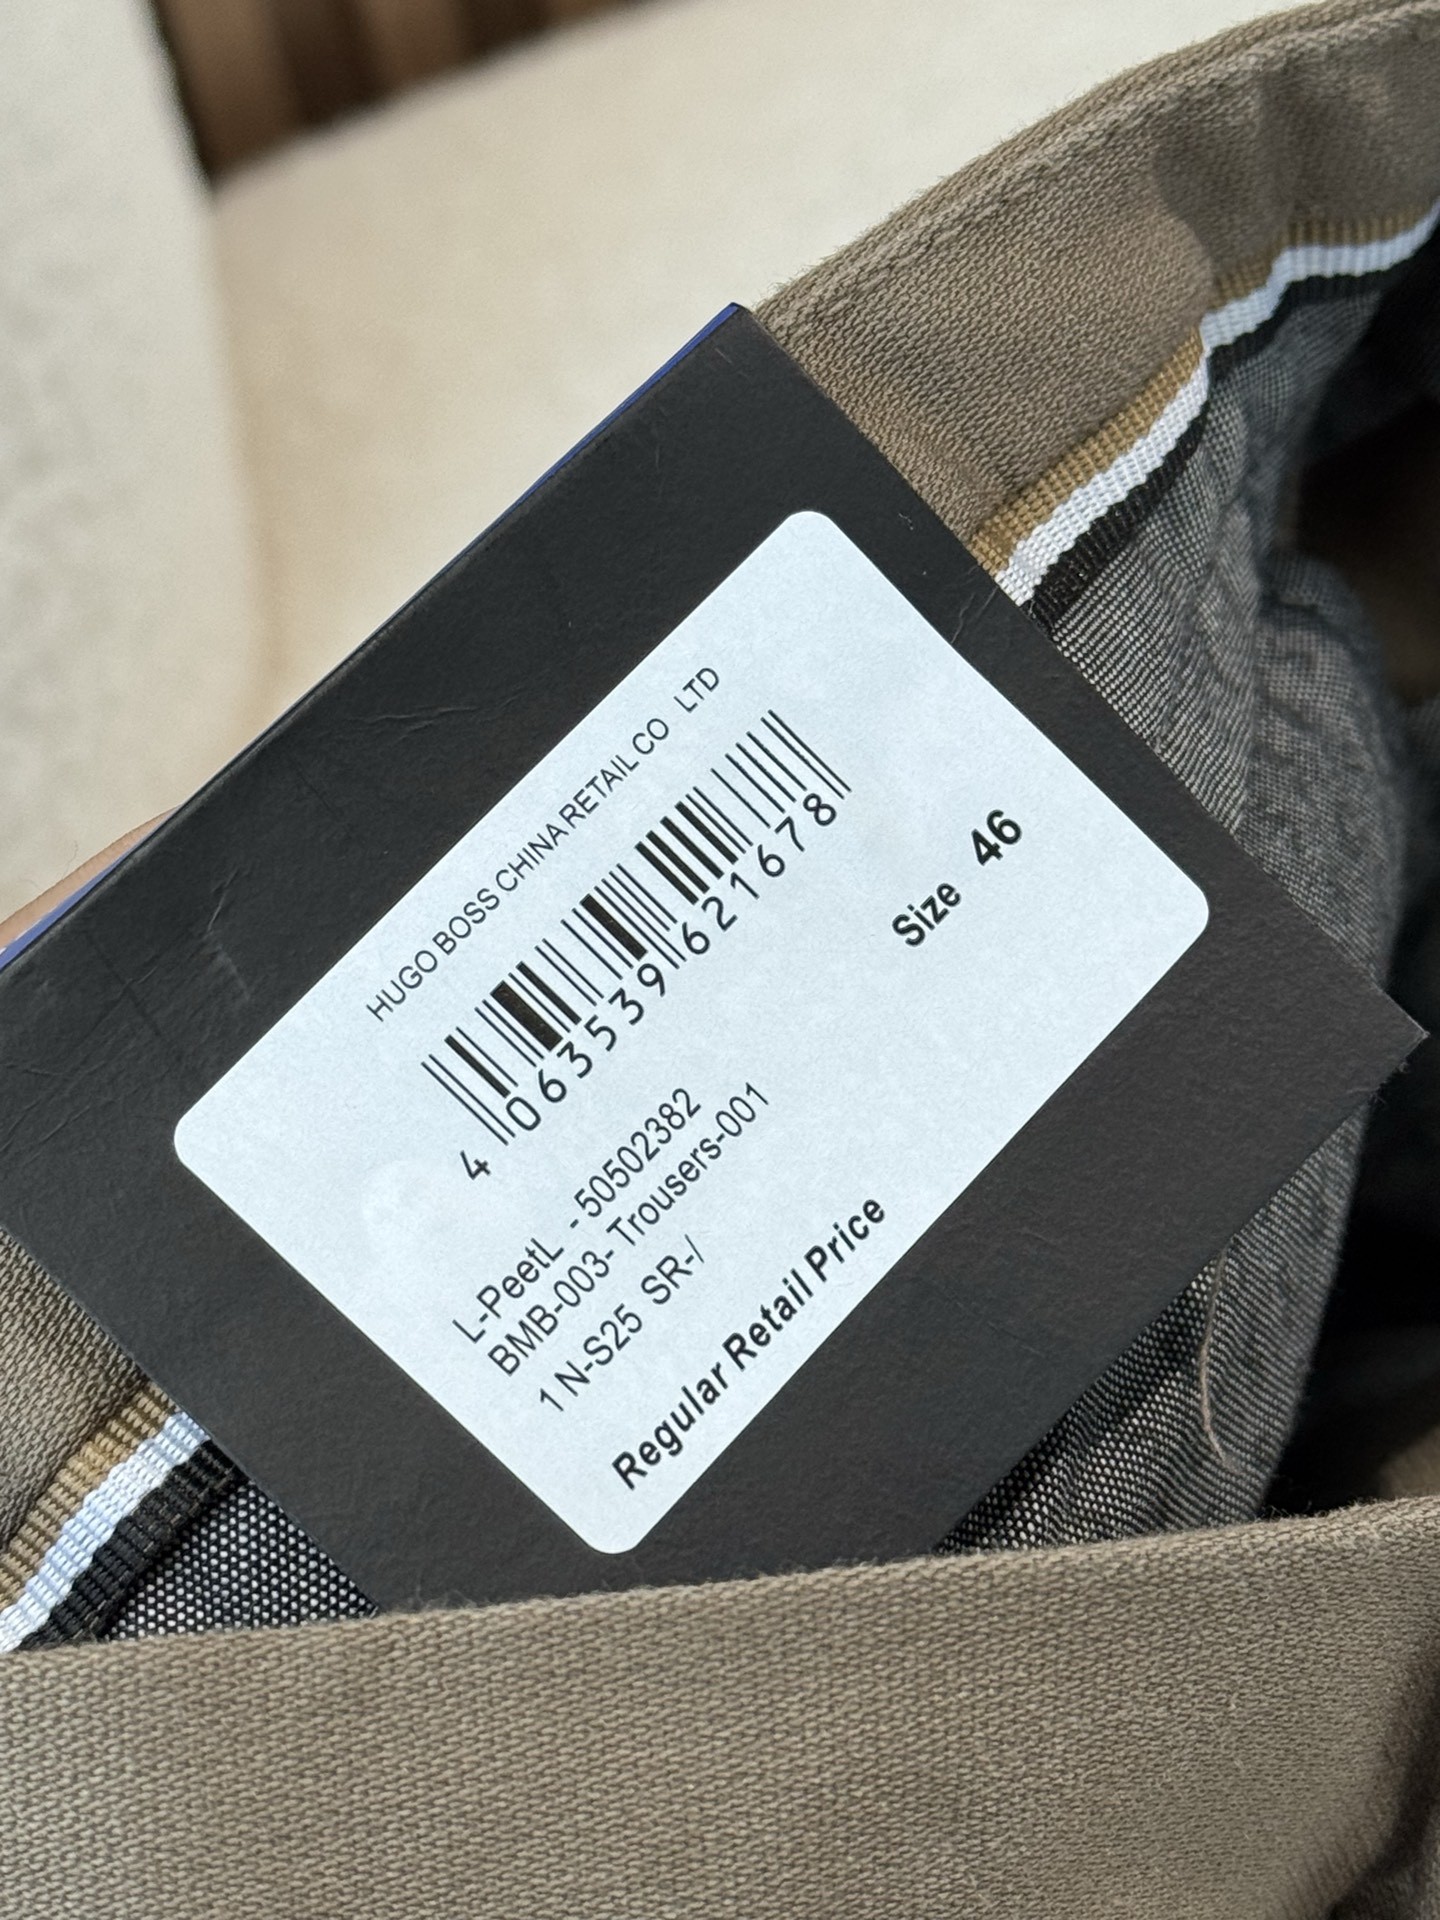 HUGO BOSS CHINA RETAIL CO LTD
4 063539 621678
Size 46
L-PeetL - 50502382
BMB-003- Trousers-001
1N-S25 SR-/
Regular Retail Price